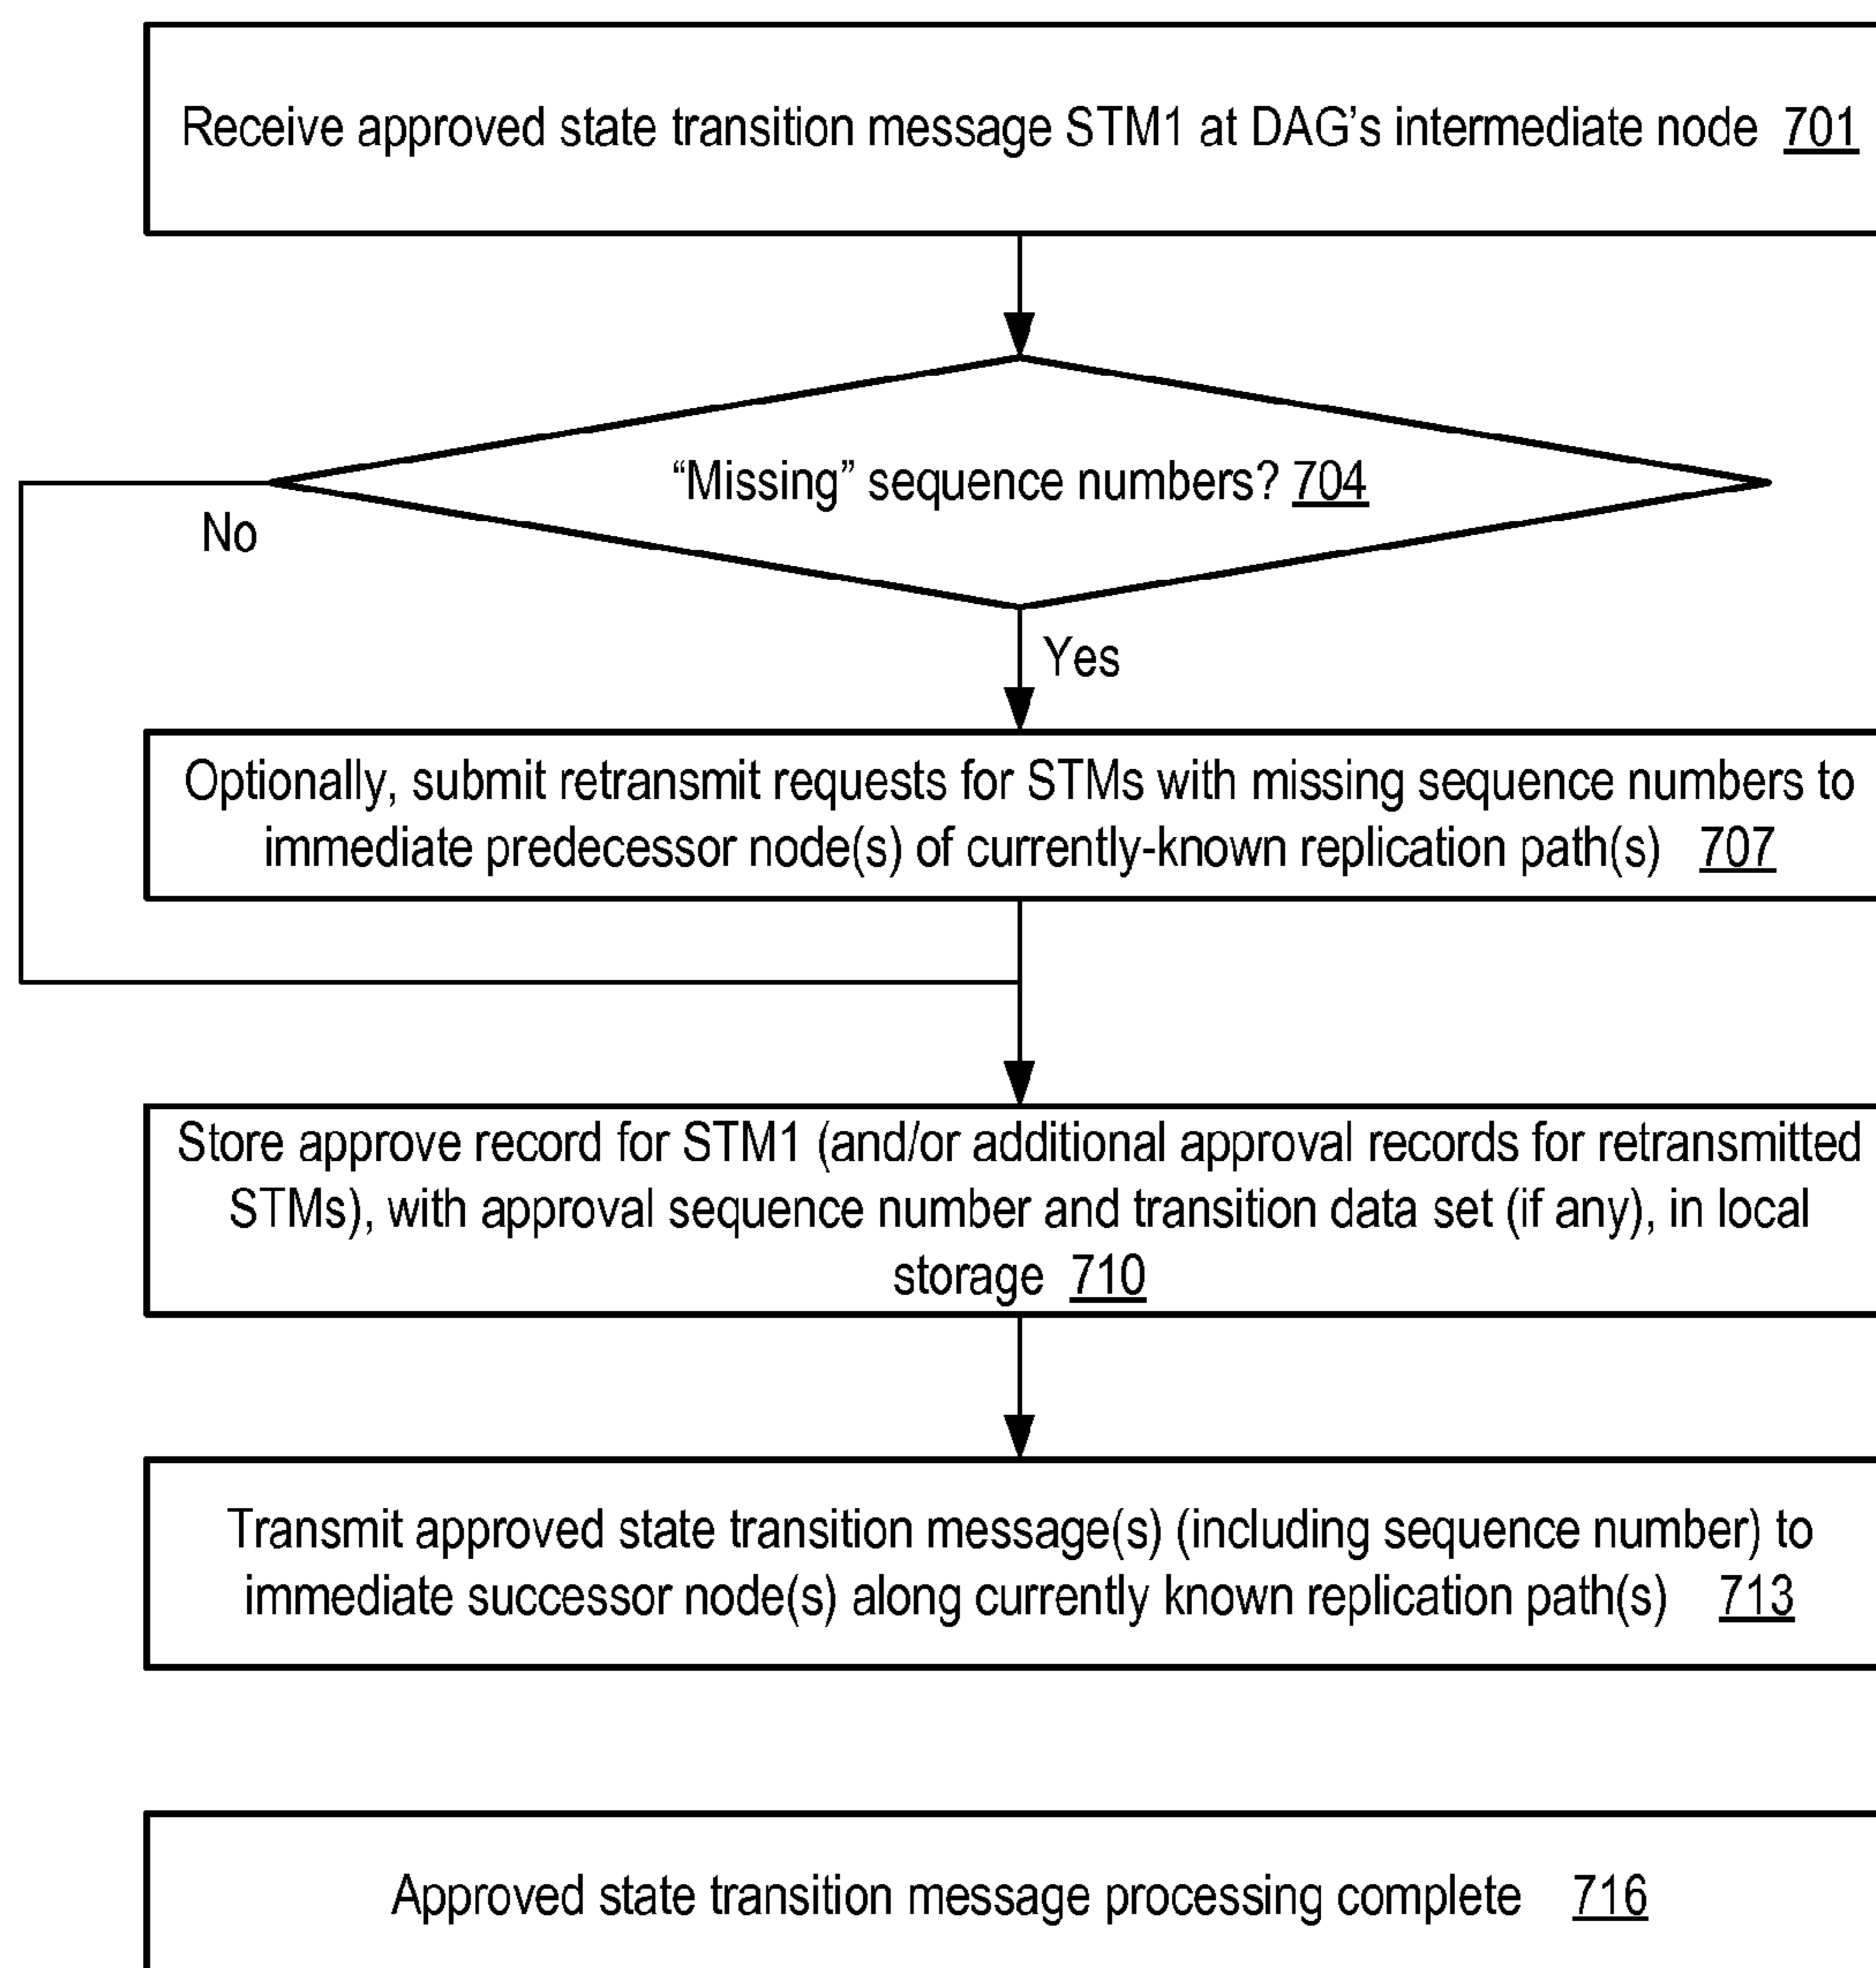 Receive approved state transition message STM1 at DAG’s intermediate node 701
“Missing” sequence numbers? 704
No
Yes
Optionally, submit retransmit requests for STMs with missing sequence numbers to
immediate predecessor node(s) of currently-known replication path(s) 707
Store approve record for STM1 (and/or additional approval records for retransmitted
STMs), with approval sequence number and transition data set (if any), in local
storage 710
Transmit approved state transition message(s) (including sequence number) to
immediate successor node(s) along currently known replication path(s) 713
Approved state transition message processing complete 716